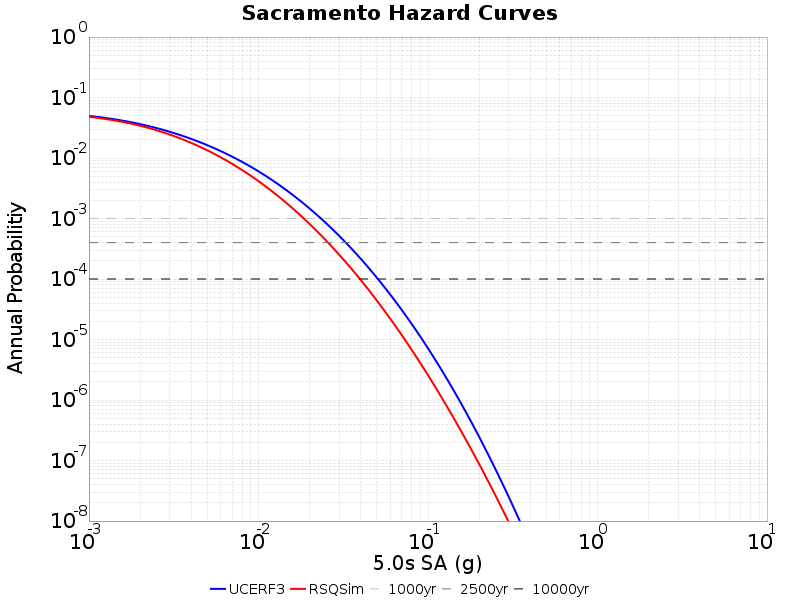 Sacramento Hazard Curves
Annual Probabilitiy
10^0
10^-1
10^-2
10^-3
10^-4
10^-5
10^-6
10^-7
10^-8
10^-3 10^-2 10^-1 10^0 10^1
5.0s SA (g)
UCERF3 RSQSim 1000yr 2500yr 10000yr